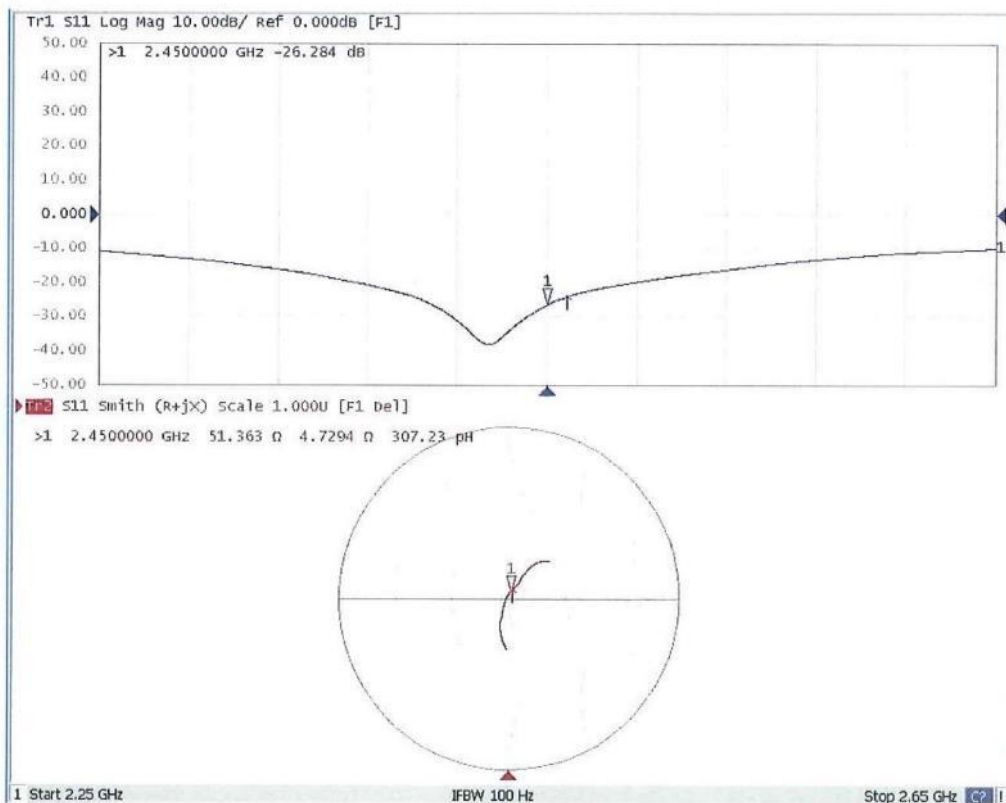 Tr1 S11 Log Mag 10.00dB/ Ref 0.000dB [F1]
50.00
>1 2.4500000 GHz -26.284 dB
40.00
30.00
20.00
10.00
0.000
-10.00
1
-20.00
1
-30.00
-40.00
-50.00
Tr2 S11 Smith (R+jX) Scale 1.000U [F1 Del]
>1 2.4500000 GHz 51.363 Ω 4.7294 Ω 307.23 pH
1
1 Start 2.25 GHz IFBW 100 Hz Stop 2.65 GHz C?